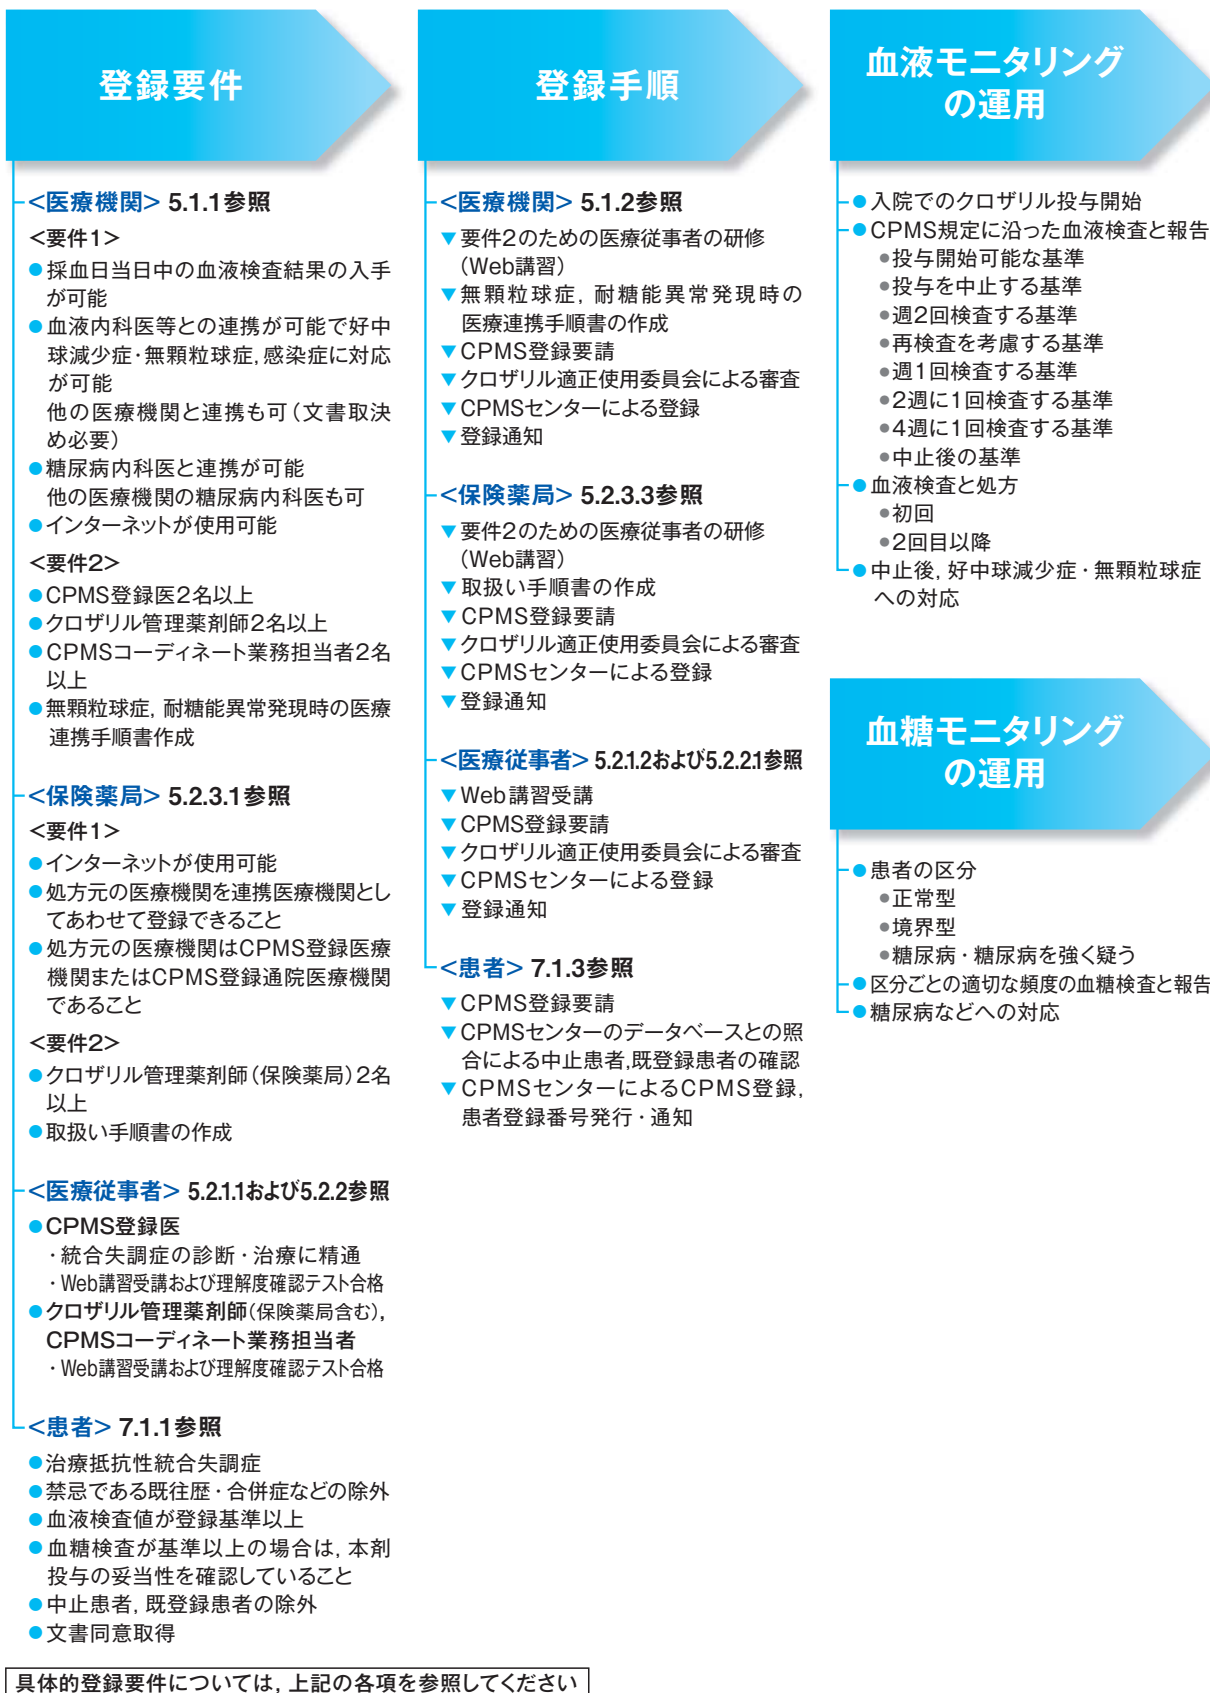 登録要件
<医療機関> 5.1.1参照
<要件1>
●採血日当日中の血液検査結果の入手
が可能
●血液内科医等との連携が可能で好中
球減少症・無顆粒球症,感染症に対応
が可能
他の医療機関と連携も可(文書取決
め必要)
●糖尿病内科医と連携が可能
他の医療機関の糖尿病内科医も可
●インターネットが使用可能
<要件2>
●CPMS登録医2名以上
●クロザリル管理薬剤師2名以上
●CPMSコーディネート業務担当者2名
以上
●無顆粒球症, 耐糖能異常発現時の医療
連携手順書作成
<保険薬局> 5.2.3.1参照
<要件1>
●インターネットが使用可能
●処方元の医療機関を連携医療機関とし
てあわせて登録できること
●処方元の医療機関はCPMS登録医療
機関またはCPMS登録通院医療機関
であること
<要件2>
●クロザリル管理薬剤師(保険薬局)2名
以上
●取扱い手順書の作成
<医療従事者> 5.2.1.1および5.2.2参照
●CPMS登録医
・統合失調症の診断・治療に精通
・Web講習受講および理解度確認テスト合格
●クロザリル管理薬剤師(保険薬局含む),
CPMSコーディネート業務担当者
・Web講習受講および理解度確認テスト合格
<患者> 7.1.1参照
●治療抵抗性統合失調症
●禁忌である既往歴・合併症などの除外
●血液検査値が登録基準以上
●血糖検査が基準以上の場合は, 本剤
投与の妥当性を確認していること
●中止患者, 既登録患者の除外
●文書同意取得
具体的登録要件については, 上記の各項を参照してください
登録手順
<医療機関> 5.1.2参照
▼要件2のための医療従事者の研修
(Web講習)
▼無顆粒球症, 耐糖能異常発現時の
医療連携手順書の作成
▼CPMS登録要請
▼クロザリル適正使用委員会による審査
▼CPMSセンターによる登録
▼登録通知
<保険薬局> 5.2.3.3参照
▼要件2のための医療従事者の研修
(Web講習)
▼取扱い手順書の作成
▼CPMS登録要請
▼クロザリル適正使用委員会による審査
▼CPMSセンターによる登録
▼登録通知
<医療従事者> 5.2.1.2および5.2.2.1参照
▼Web講習受講
▼CPMS登録要請
▼クロザリル適正使用委員会による審査
▼CPMSセンターによる登録
▼登録通知
<患者> 7.1.3参照
▼CPMS登録要請
▼CPMSセンターのデータベースとの照
合による中止患者,既登録患者の確認
▼CPMSセンターによるCPMS登録,
患者登録番号発行・通知
血液モニタリング
の運用
●入院でのクロザリル投与開始
●CPMS規定に沿った血液検査と報告
●投与開始可能な基準
●投与を中止する基準
●週2回検査する基準
●再検査を考慮する基準
●週1回検査する基準
●2週に1回検査する基準
●4週に1回検査する基準
●中止後の基準
●血液検査と処方
●初回
●2回目以降
●中止後, 好中球減少症・無顆粒球症
への対応
血糖モニタリング
の運用
●患者の区分
●正常型
●境界型
●糖尿病・糖尿病を強く疑う
●区分ごとの適切な頻度の血糖検査と報告
●糖尿病などへの対応